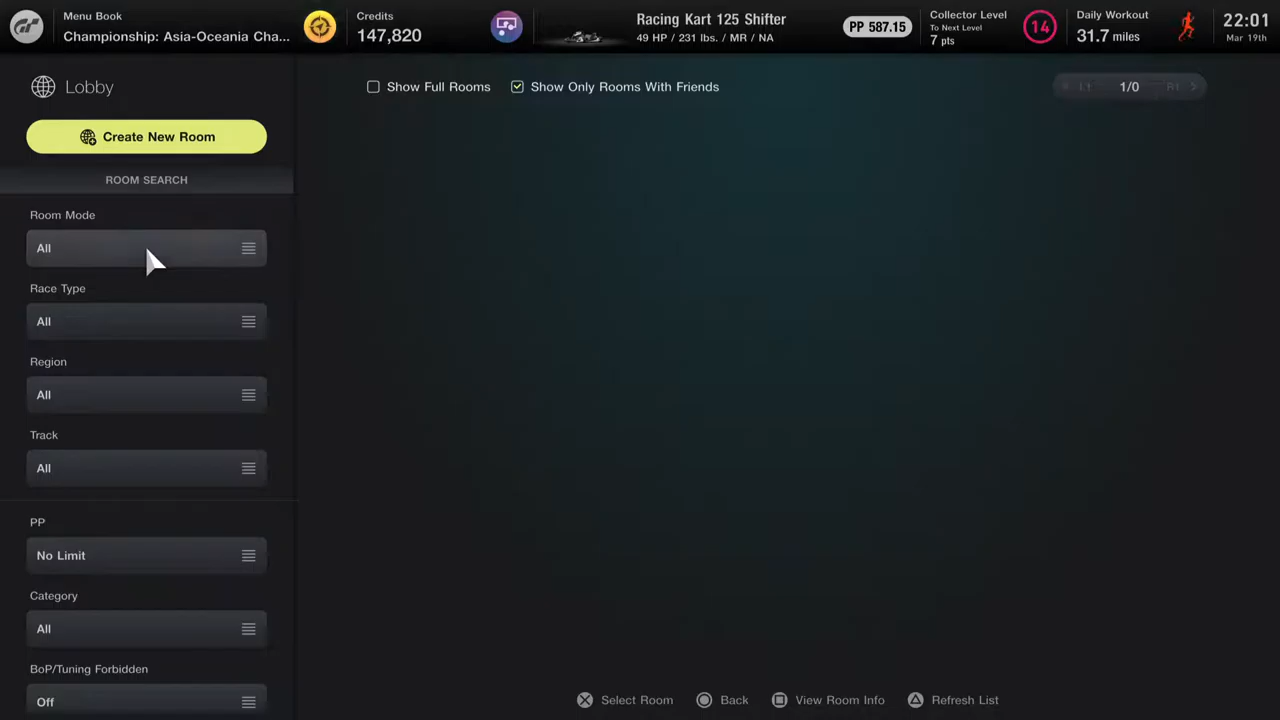 Menu Book
Championship: Asia-Oceania Cha...
Credits
147,820
Racing Kart 125 Shifter
49 HP / 231 lbs. / MR / NA
PP 587.15
Collector Level
To Next Level
7 pts
14
Daily Workout
31.7 miles
22:01
Mar 19th
Lobby
Create New Room
ROOM SEARCH
Room Mode
All
Race Type
All
Region
All
Track
All
PP
No Limit
Category
All
BoP/Tuning Forbidden
Off
Show Full Rooms
Show Only Rooms With Friends
L1 1/0 R1
Select Room
Back
View Room Info
Refresh List